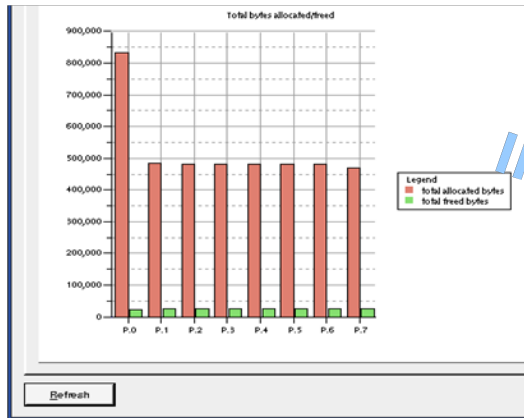 Total bytes allocated/freed
900,000
800,000
700,000
600,000
500,000
400,000
300,000
200,000
100,000
0
P.0 P.1 P.2 P.3 P.4 P.5 P.6 P.7
Legend
total allocated bytes
total freed bytes
Refresh